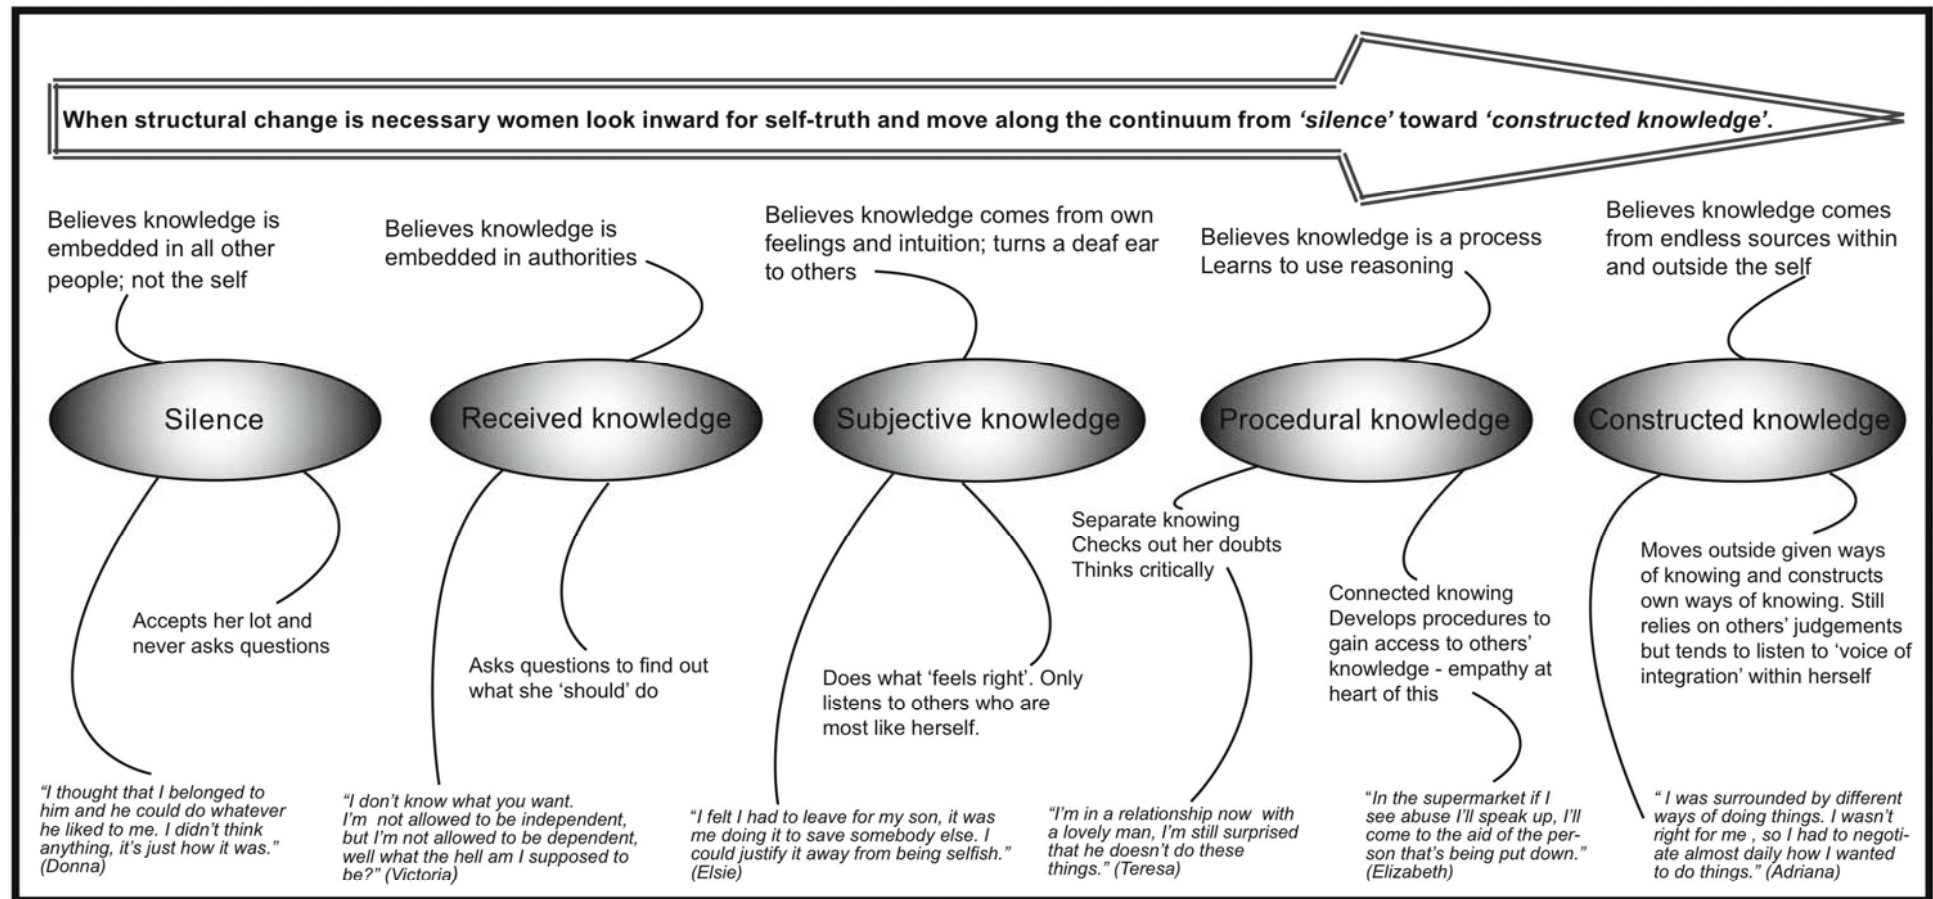 When structural change is necessary women look inward for self-truth and move along the continuum from ‘silence’ toward ‘constructed knowledge’.
Believes knowledge is
embedded in all other
people; not the self
Believes knowledge is
embedded in authorities
Believes knowledge comes from own
feelings and intuition; turns a deaf ear
to others
Believes knowledge is a process
Learns to use reasoning
Believes knowledge comes
from endless sources within
and outside the self
Silence
Received knowledge
Subjective knowledge
Procedural knowledge
Constructed knowledge
Accepts her lot and
never asks questions
Asks questions to find out
what she ‘should’ do
Does what ‘feels right’. Only
listens to others who are
most like herself.
Separate knowing
Checks out her doubts
Thinks critically
Connected knowing
Develops procedures to
gain access to others’
knowledge - empathy at
heart of this
Moves outside given ways
of knowing and constructs
own ways of knowing. Still
relies on others’ judgements
but tends to listen to ‘voice of
integration’ within herself
“I thought that I belonged to
him and he could do whatever
he liked to me. I didn’t think
anything, it’s just how it was.”
(Donna)
“I don’t know what you want.
I’m not allowed to be independent,
but I’m not allowed to be dependent,
well what the hell am I supposed to
be?” (Victoria)
“I felt I had to leave for my son, it was
me doing it to save somebody else. I
could justify it away from being selfish.”
(Elsie)
“I’m in a relationship now with
a lovely man, I’m still surprised
that he doesn’t do these
things.” (Teresa)
“In the supermarket if I
see abuse I’ll speak up, I’ll
come to the aid of the per-
son that’s being put down.”
(Elizabeth)
“ I was surrounded by different
ways of doing things. I wasn’t
right for me , so I had to negoti-
ate almost daily how I wanted
to do things.” (Adriana)